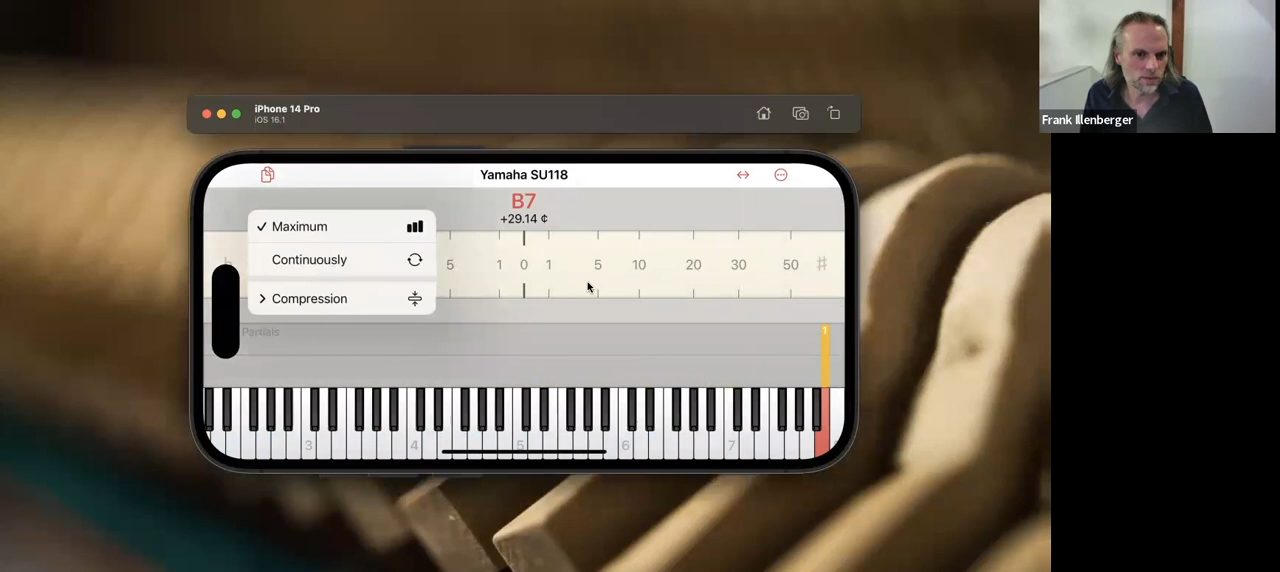 iPhone 14 Pro
iOS 16.1
Yamaha SU118
B7
+29.14 ¢
Maximum
Continuously
Compression
♭ 5 1 0 1 5 10 20 30 50 ♯
Partials
1
3 4 5 6 7
Frank Illenberger